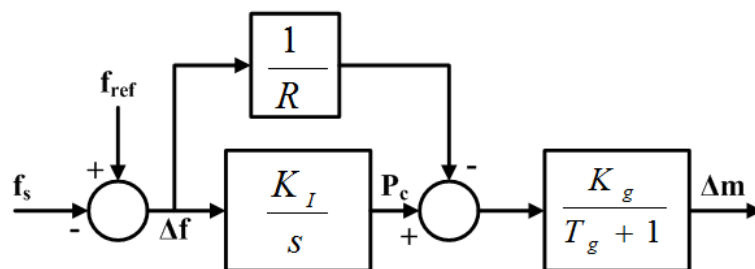 1
R
f_ref
+
f_s
-
Δf
K_I
s
P_c
+
-
K_g
T_g + 1
Δm